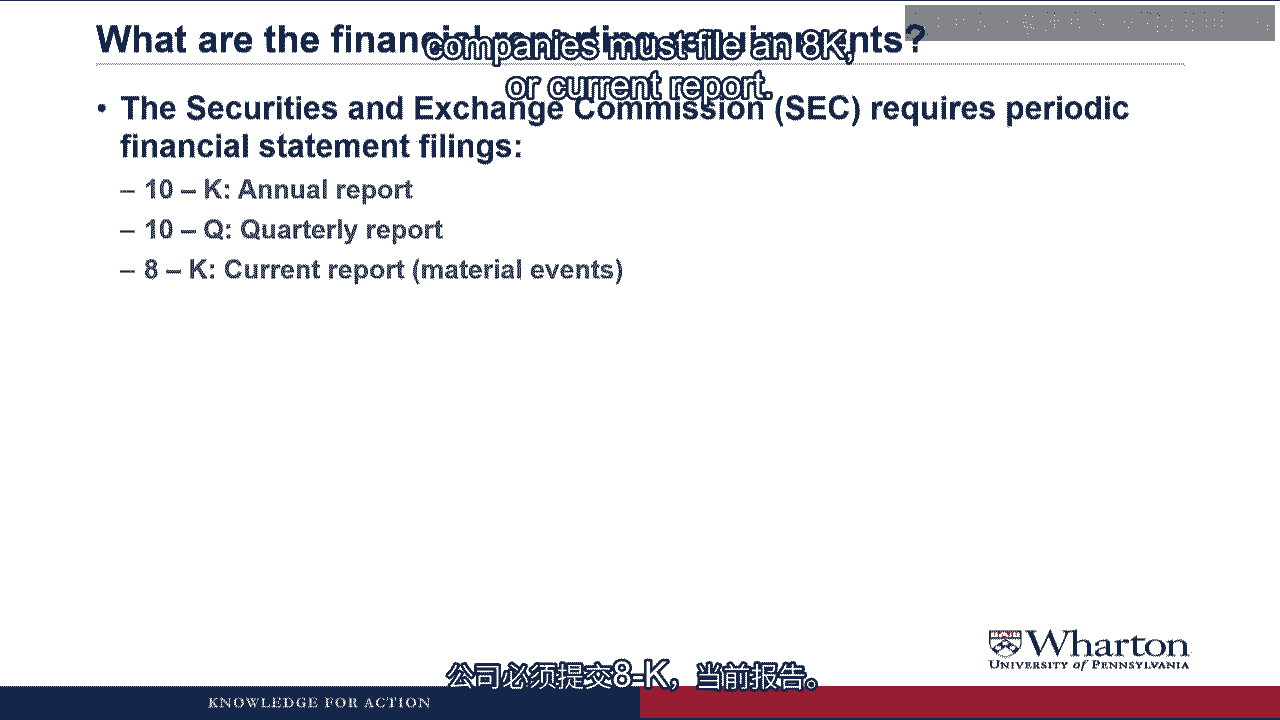 What are the financial reporting requirements?
companies must file an 8K,
or current report.
• The Securities and Exchange Commission (SEC) requires periodic
financial statement filings:
– 10 – K: Annual report
– 10 – Q: Quarterly report
– 8 – K: Current report (material events)
Wharton
UNIVERSITY of PENNSYLVANIA
公司必须提交8-K，当前报告。
KNOWLEDGE FOR ACTION